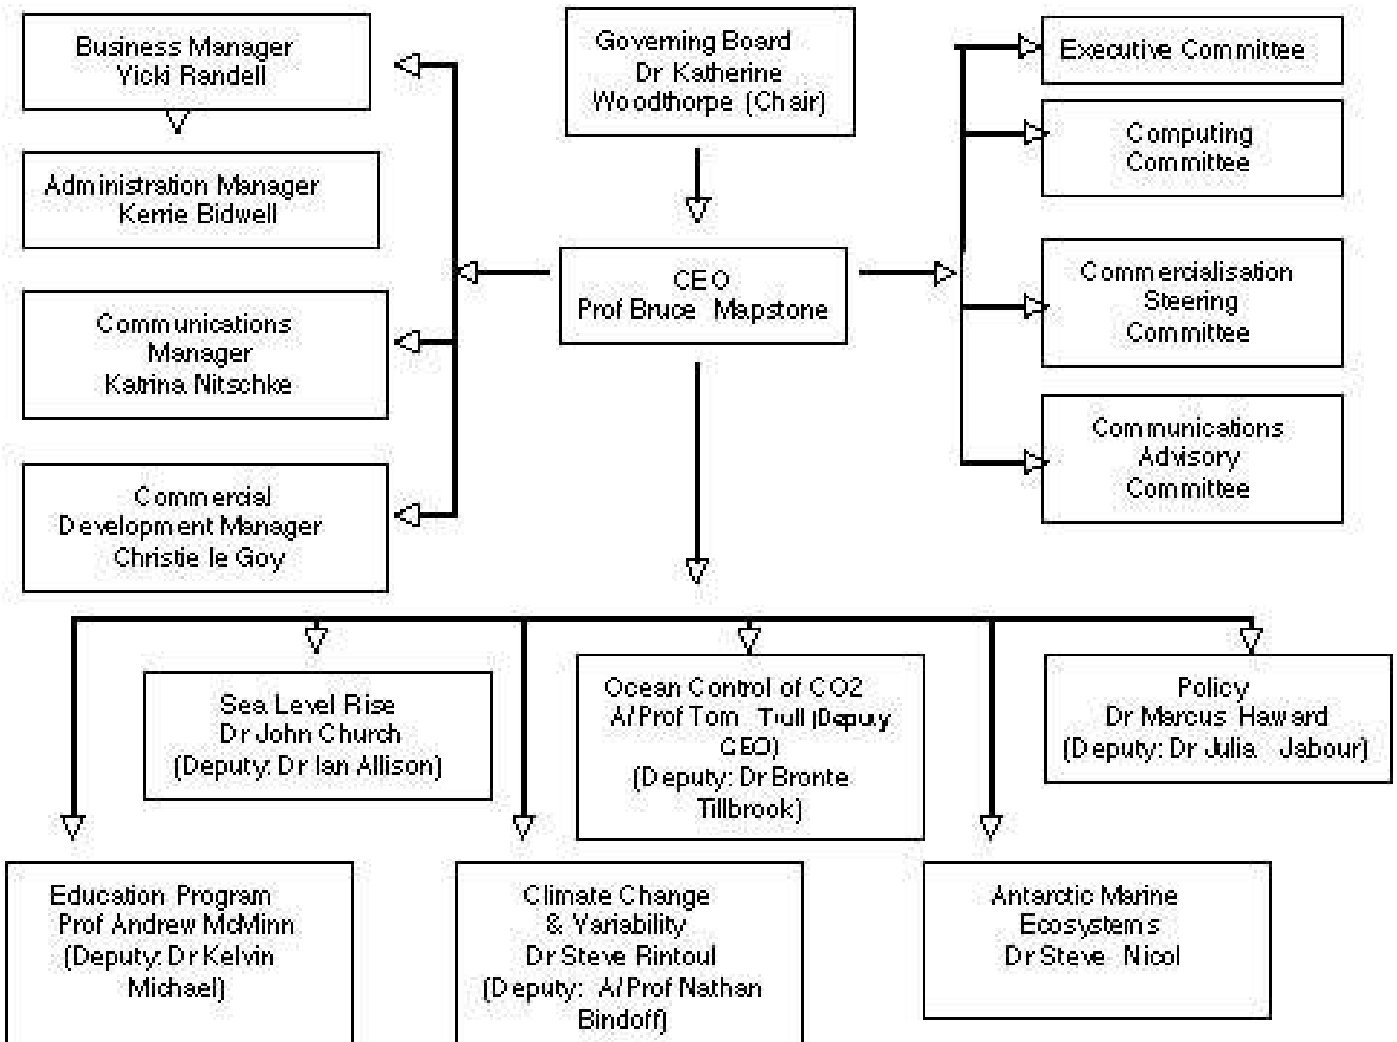 Business Manager
Vicki Randell
Administration Manager
Kerrie Bidwell
Communications
Manager
Katrina Nitschke
Commercial
Development Manager
Christie le Goy
Governing Board
Dr Katherine
Woodthorpe (Chair)
CEO
Prof Bruce Mapstone
Executive Committee
Computing
Committee
Commercialisation
Steering
Committee
Communications
Advisory
Committee
Sea Level Rise
Dr John Church
(Deputy: Dr Ian Allison)
Ocean Control of CO2
A/Prof Tom Trull (Deputy
CEO)
(Deputy: Dr Bronte
Tillbrook)
Policy
Dr Marcus Haward
(Deputy: Dr Julia Jabour)
Education Program
Prof Andrew McMinn
(Deputy: Dr Kelvin
Michael)
Climate Change
& Variability
Dr Steve Rintoul
(Deputy: A/Prof Nathan
Bindoff)
Antarctic Marine
Ecosystems
Dr Steve Nicol